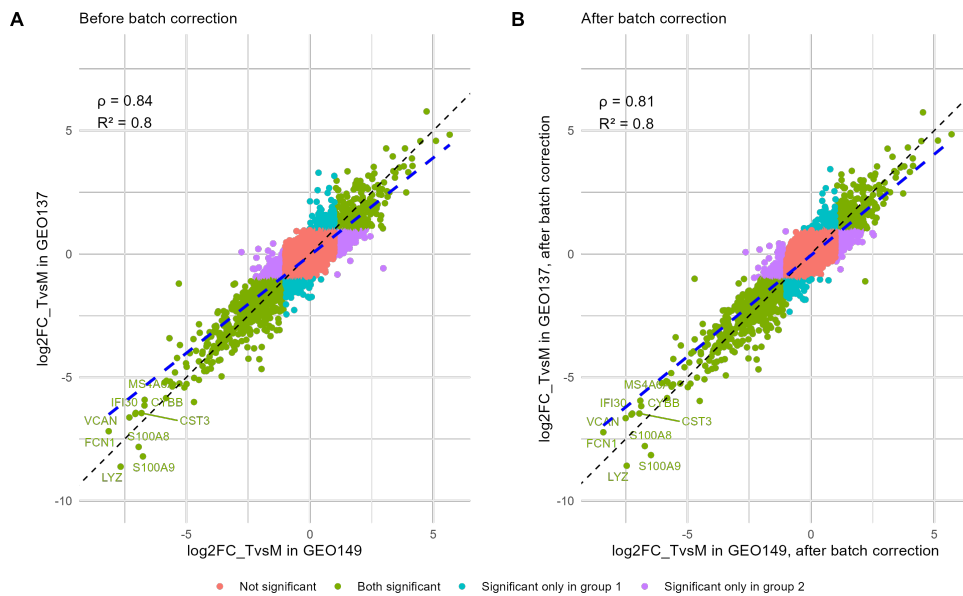 A
Before batch correction
ρ = 0.84
R² = 0.8
5
0
-5
-10
-5
0
5
log2FC_TvsM in GEO137
log2FC_TvsM in GEO149
IFI30
CYBB
VCAN
CST3
FCN1
S100A8
LYZ
S100A9
B
After batch correction
ρ = 0.81
R² = 0.8
5
0
-5
-10
-5
0
5
log2FC_TvsM in GEO137, after batch correction
log2FC_TvsM in GEO149, after batch correction
IFI30
CYBB
VCAN
CST3
FCN1
S100A8
LYZ
S100A9
Not significant
Both significant
Significant only in group 1
Significant only in group 2